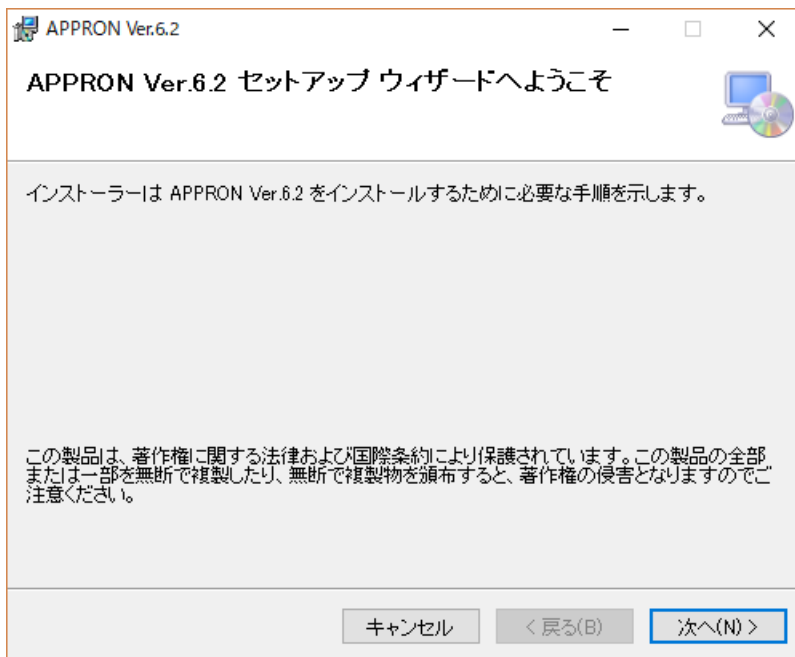 APPRON Ver.6.2
APPRON Ver.6.2 セットアップ ウィザードへようこそ
インストーラーは APPRON Ver.6.2 をインストールするために必要な手順を示します。
この製品は、著作権に関する法律および国際条約により保護されています。この製品の全部
または一部を無断で複製したり、無断で複製物を頒布すると、著作権の侵害となりますのでご
注意ください。
キャンセル
< 戻る(B)
次へ(N) >